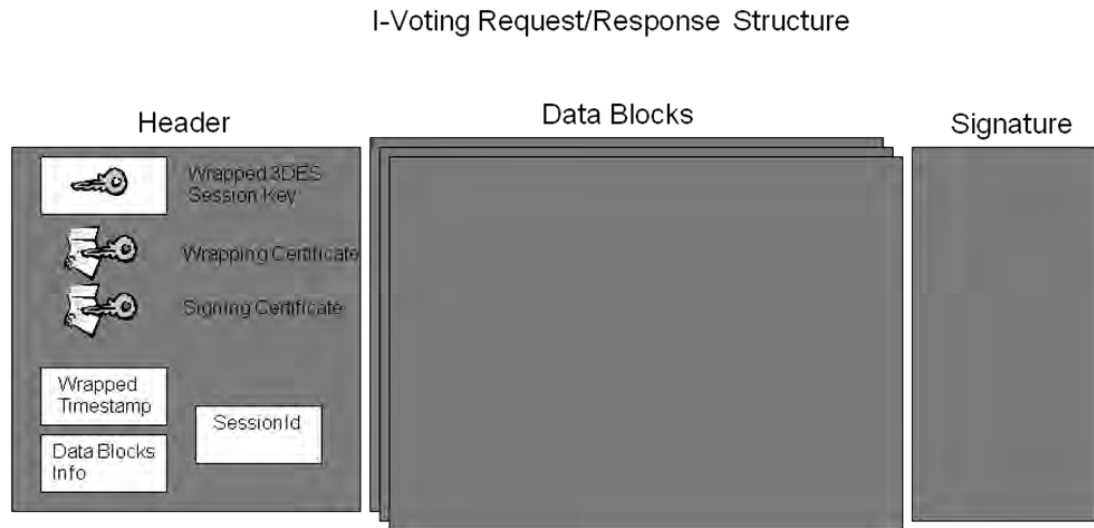 I-Voting Request/Response Structure
Header
Data Blocks
Signature
Wrapped 3DES
Session Key
Wrapping Certificate
Signing Certificate
Wrapped
Timestamp
SessionId
Data Blocks
Info